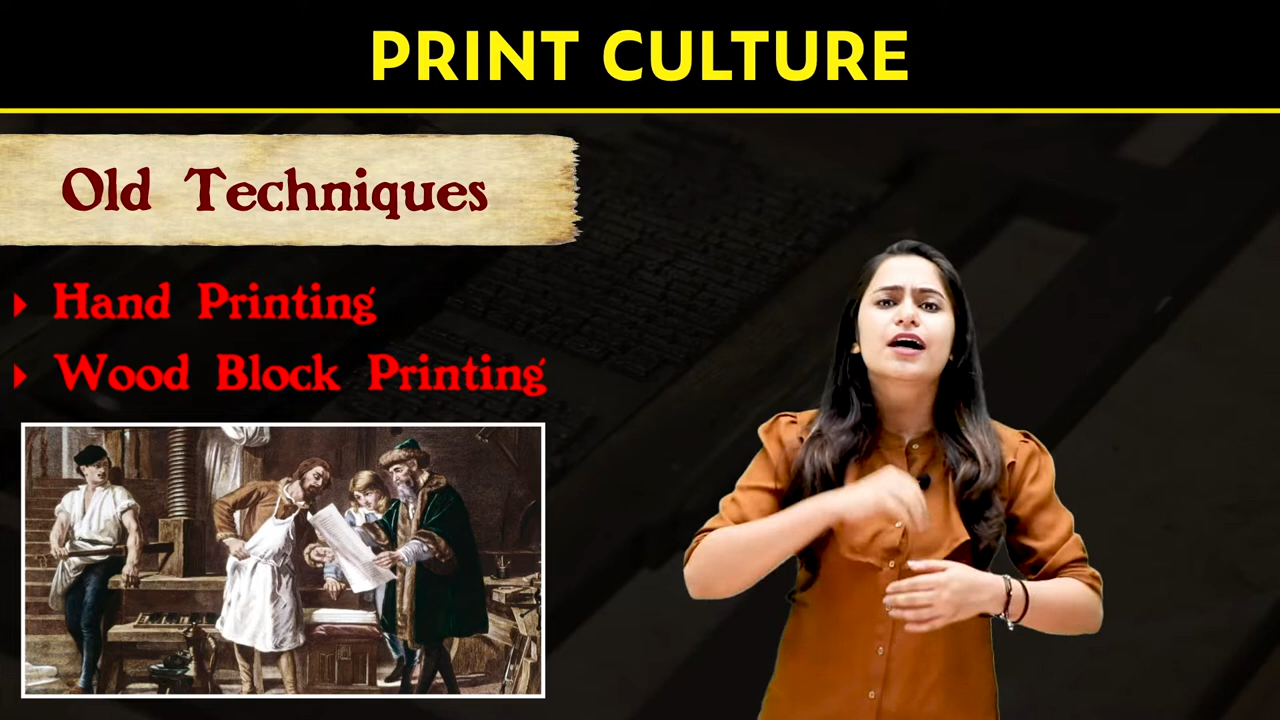 PRINT CULTURE
Old Techniques
Hand Printing
Wood Block Printing